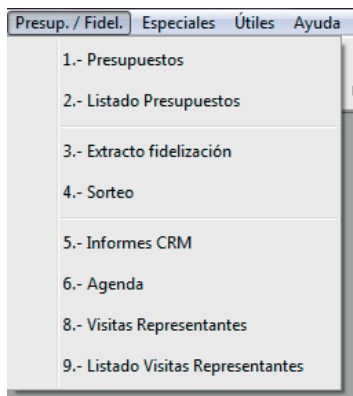 Presup. / Fidel. Especiales Útiles Ayuda
1.- Presupuestos
2.- Listado Presupuestos
3.- Extracto fidelización
4.- Sorteo
5.- Informes CRM
6.- Agenda
8.- Visitas Representantes
9.- Listado Visitas Representantes